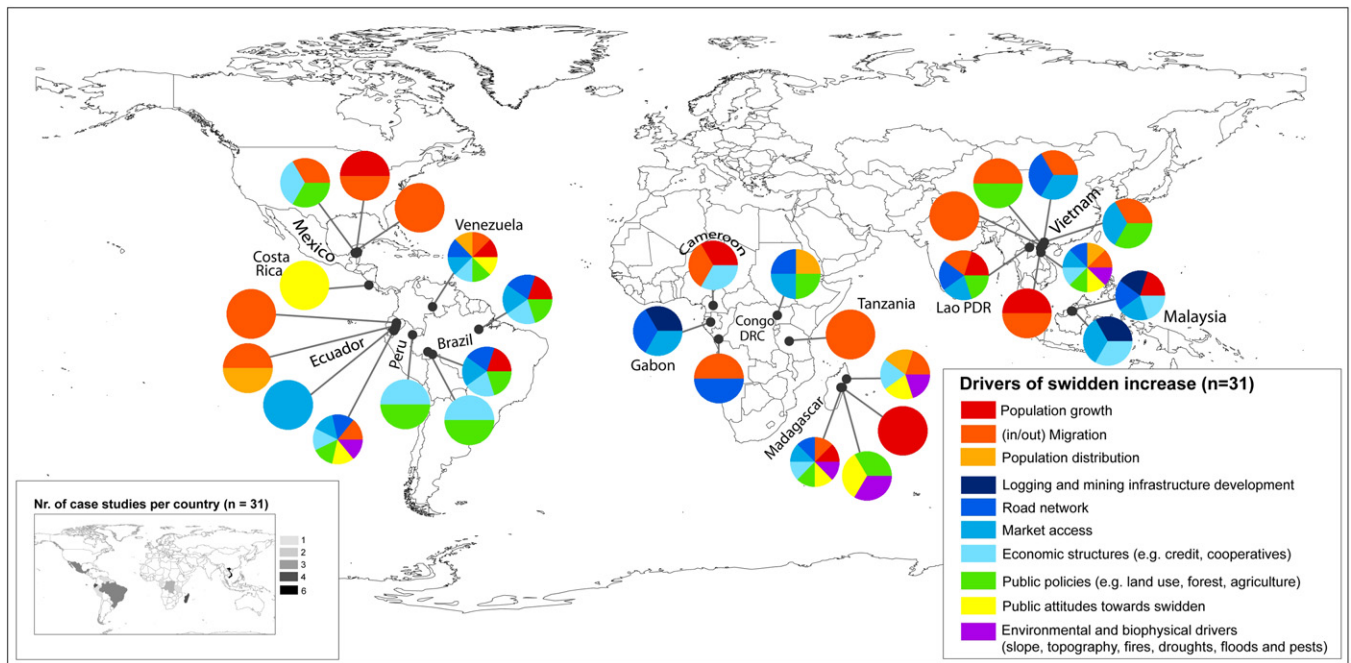 Mexico
Costa
Rica
Venezuela
Ecuador
Peru
Brazil
Cameroon
Gabon
Congo
DRC
Tanzania
Madagascar
Vietnam
Lao PDR
Malaysia
Nr. of case studies per country (n = 31)
1
2
3
4
6
Drivers of swidden increase (n=31)
Population growth
(in/out) Migration
Population distribution
Logging and mining infrastructure development
Road network
Market access
Economic structures (e.g. credit, cooperatives)
Public policies (e.g. land use, forest, agriculture)
Public attitudes towards swidden
Environmental and biophysical drivers
(slope, topography, fires, droughts, floods and pests)